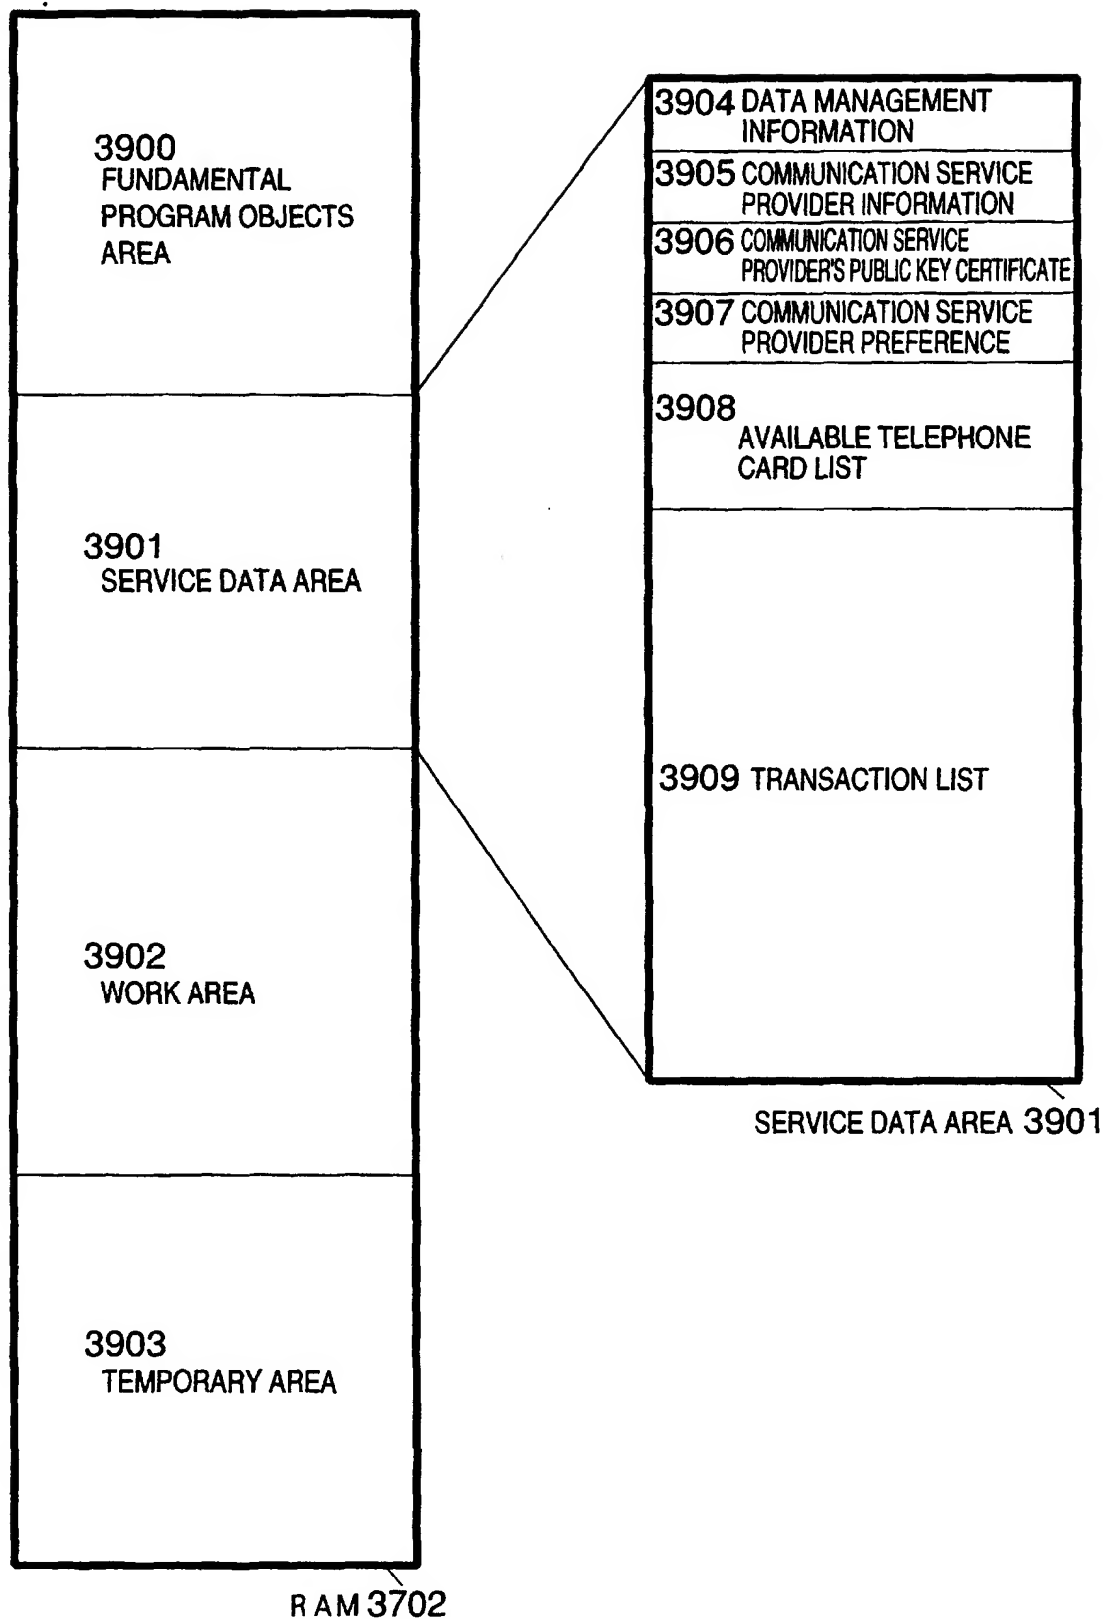 3900
FUNDAMENTAL
PROGRAM OBJECTS
AREA
3901
SERVICE DATA AREA
3902
WORK AREA
3903
TEMPORARY AREA
RAM 3702
3904 DATA MANAGEMENT
INFORMATION
3905 COMMUNICATION SERVICE
PROVIDER INFORMATION
3906 COMMUNICATION SERVICE
PROVIDER'S PUBLIC KEY CERTIFICATE
3907 COMMUNICATION SERVICE
PROVIDER PREFERENCE
3908
AVAILABLE TELEPHONE
CARD LIST
3909 TRANSACTION LIST
SERVICE DATA AREA 3901